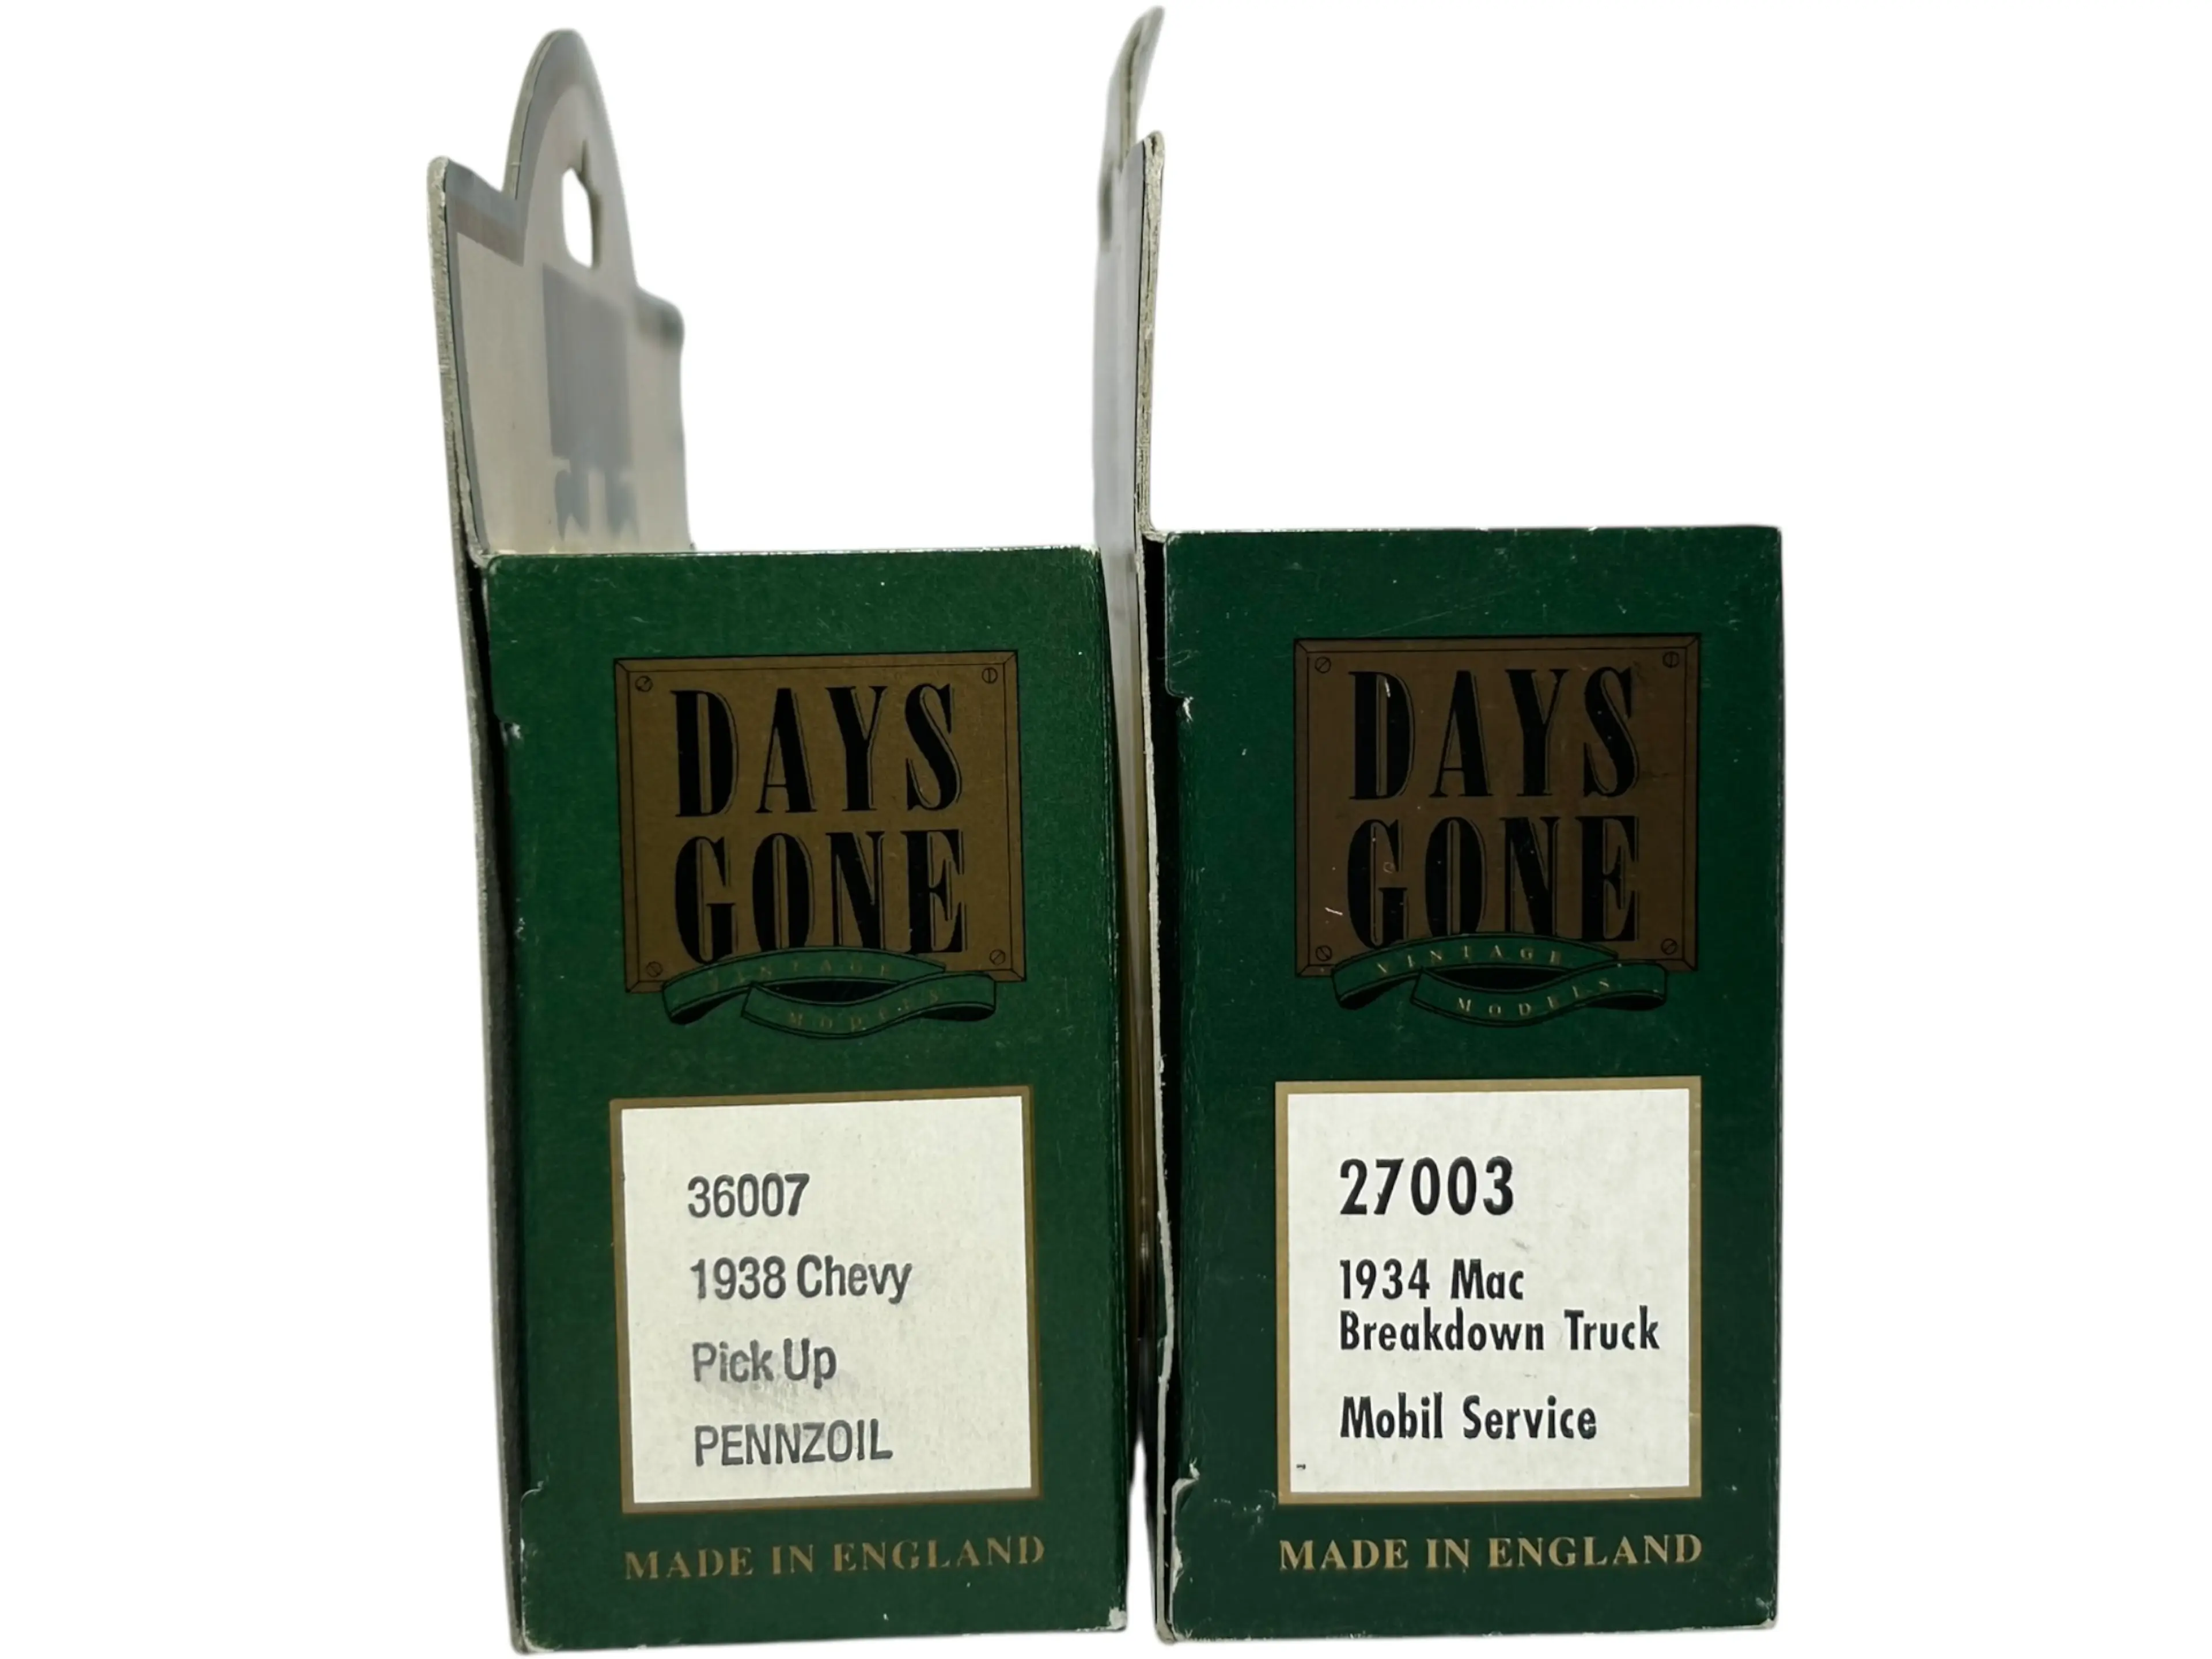 DAYS
GONE
VINTAGE
MODELS
36007
1938 Chevy
Pick Up
PENNZOIL
MADE IN ENGLAND
DAYS
GONE
VINTAGE
MODELS
27003
1934 Mac
Breakdown Truck
Mobil Service
MADE IN ENGLAND